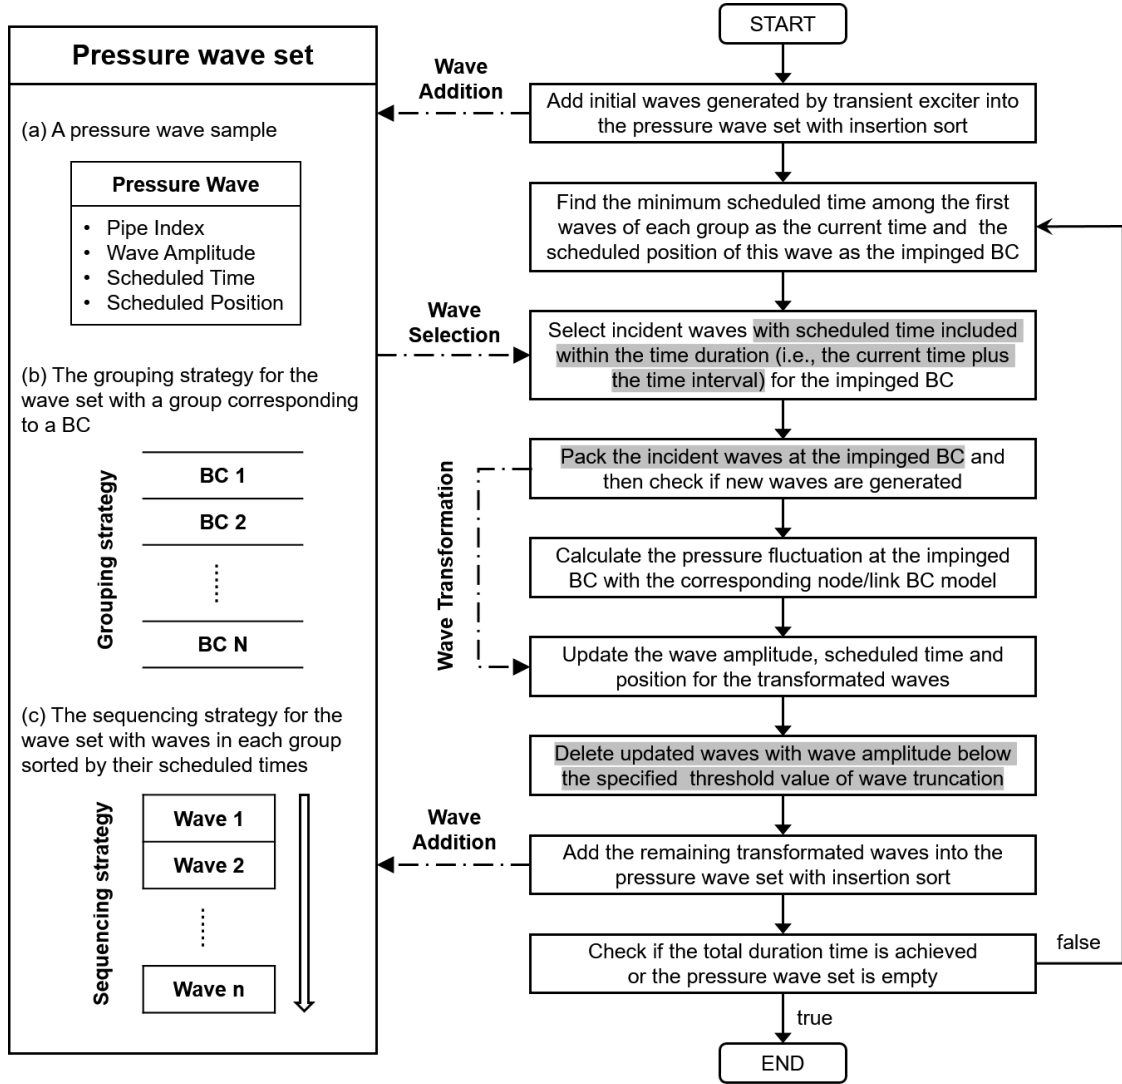 Pressure wave set
(a) A pressure wave sample
Pressure Wave
• Pipe Index
• Wave Amplitude
• Scheduled Time
• Scheduled Position
(b) The grouping strategy for the
wave set with a group corresponding
to a BC
Grouping strategy
BC 1
BC 2
BC N
(c) The sequencing strategy for the
wave set with waves in each group
sorted by their scheduled times
Sequencing strategy
Wave 1
Wave 2
Wave n
Wave
Addition
Wave
Selection
Wave Transformation
Wave
Addition
START
Add initial waves generated by transient exciter into
the pressure wave set with insertion sort
Find the minimum scheduled time among the first
waves of each group as the current time and the
scheduled position of this wave as the impinged BC
Select incident waves with scheduled time included
within the time duration (i.e., the current time plus
the time interval) for the impinged BC
Pack the incident waves at the impinged BC and
then check if new waves are generated
Calculate the pressure fluctuation at the impinged
BC with the corresponding node/link BC model
Update the wave amplitude, scheduled time and
position for the transformated waves
Delete updated waves with wave amplitude below
the specified threshold value of wave truncation
Add the remaining transformated waves into the
pressure wave set with insertion sort
Check if the total duration time is achieved
or the pressure wave set is empty
false
true
END